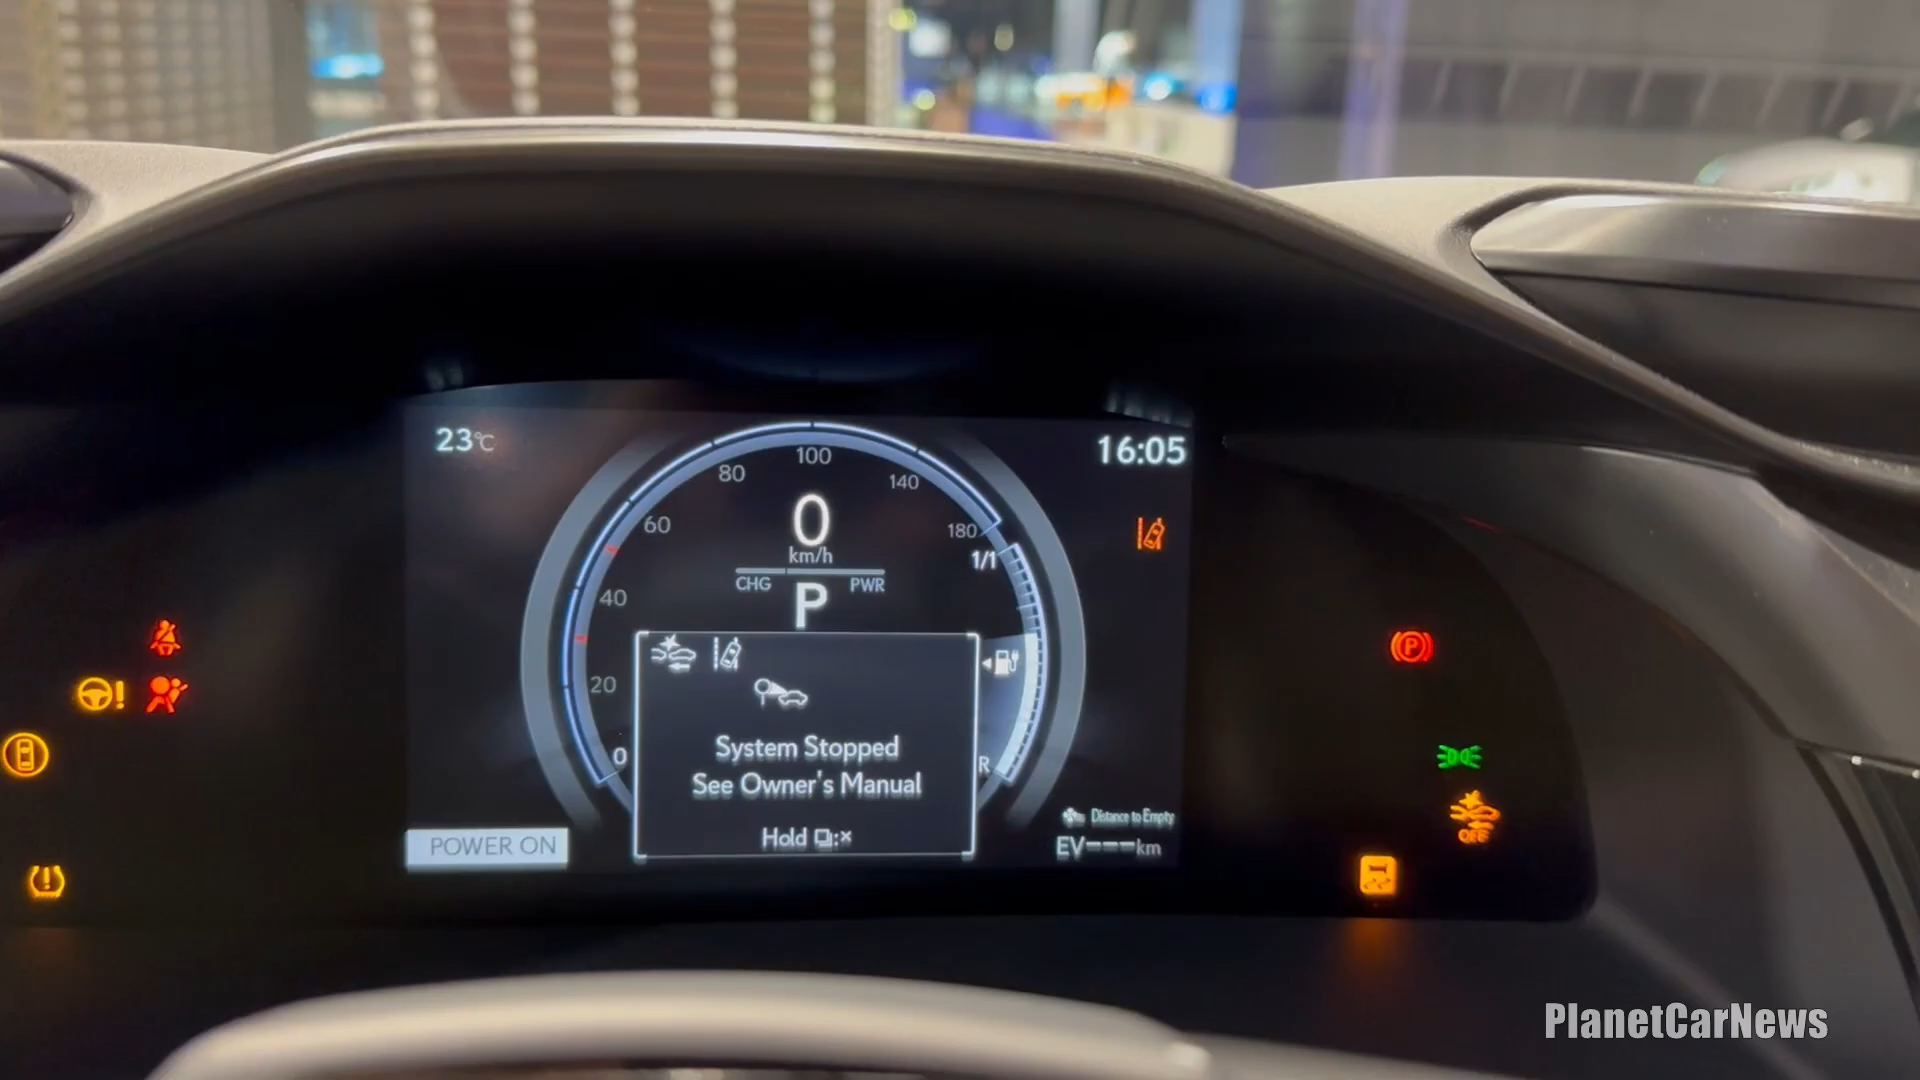 23°C
16:05
100
80
140
60
180
0
km/h
1/1
CHG
PWR
40
P
20
0
System Stopped
See Owner's Manual
R
Hold :×
Distance to Empty
POWER ON
EV---km
P
OFF
PlanetCarNews